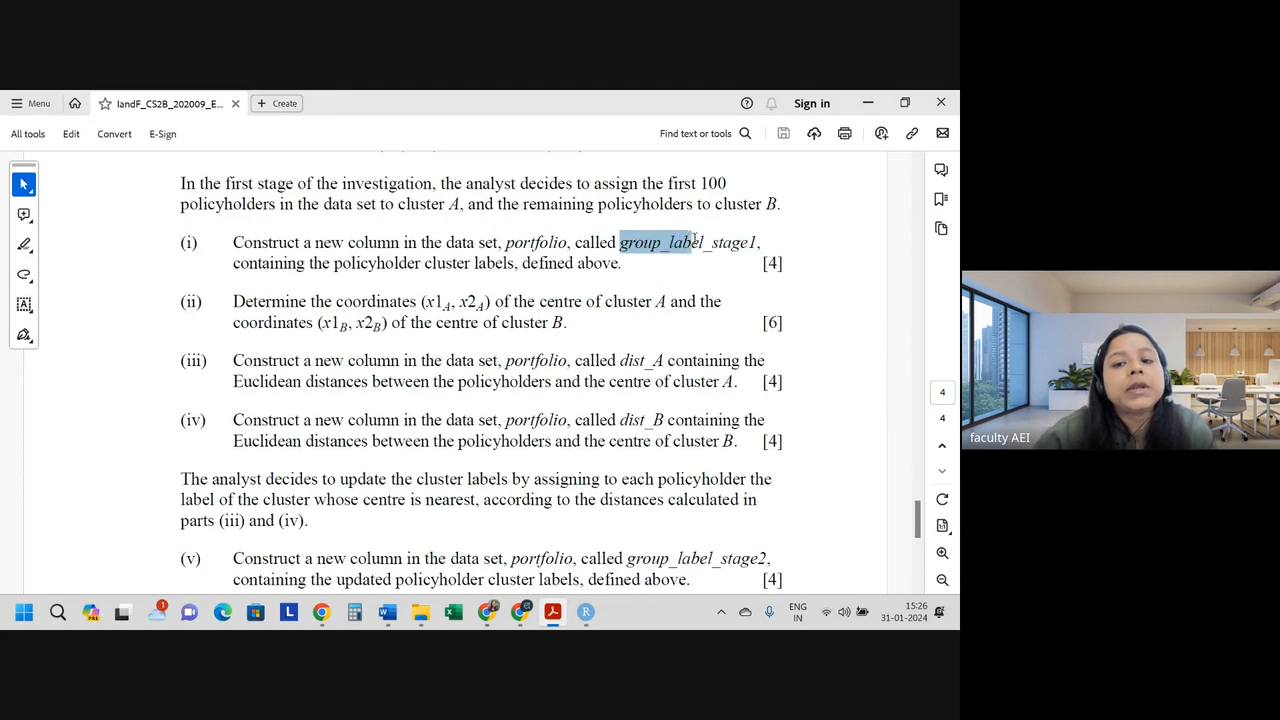 Menu
IandF_CS2B_202009_E...
Create
Sign in
All tools
Edit
Convert
E-Sign
Find text or tools
In the first stage of the investigation, the analyst decides to assign the first 100
policyholders in the data set to cluster A, and the remaining policyholders to cluster B.
(i) Construct a new column in the data set, portfolio, called group_label_stage1,
containing the policyholder cluster labels, defined above. [4]
(ii) Determine the coordinates (x1A, x2A) of the centre of cluster A and the
coordinates (x1B, x2B) of the centre of cluster B. [6]
(iii) Construct a new column in the data set, portfolio, called dist_A containing the
Euclidean distances between the policyholders and the centre of cluster A. [4]
(iv) Construct a new column in the data set, portfolio, called dist_B containing the
Euclidean distances between the policyholders and the centre of cluster B. [4]
The analyst decides to update the cluster labels by assigning to each policyholder the
label of the cluster whose centre is nearest, according to the distances calculated in
parts (iii) and (iv).
(v) Construct a new column in the data set, portfolio, called group_label_stage2,
containing the updated policyholder cluster labels, defined above. [4]
4
4
faculty AEI
1
L
R
ENG
IN
15:26
31-01-2024